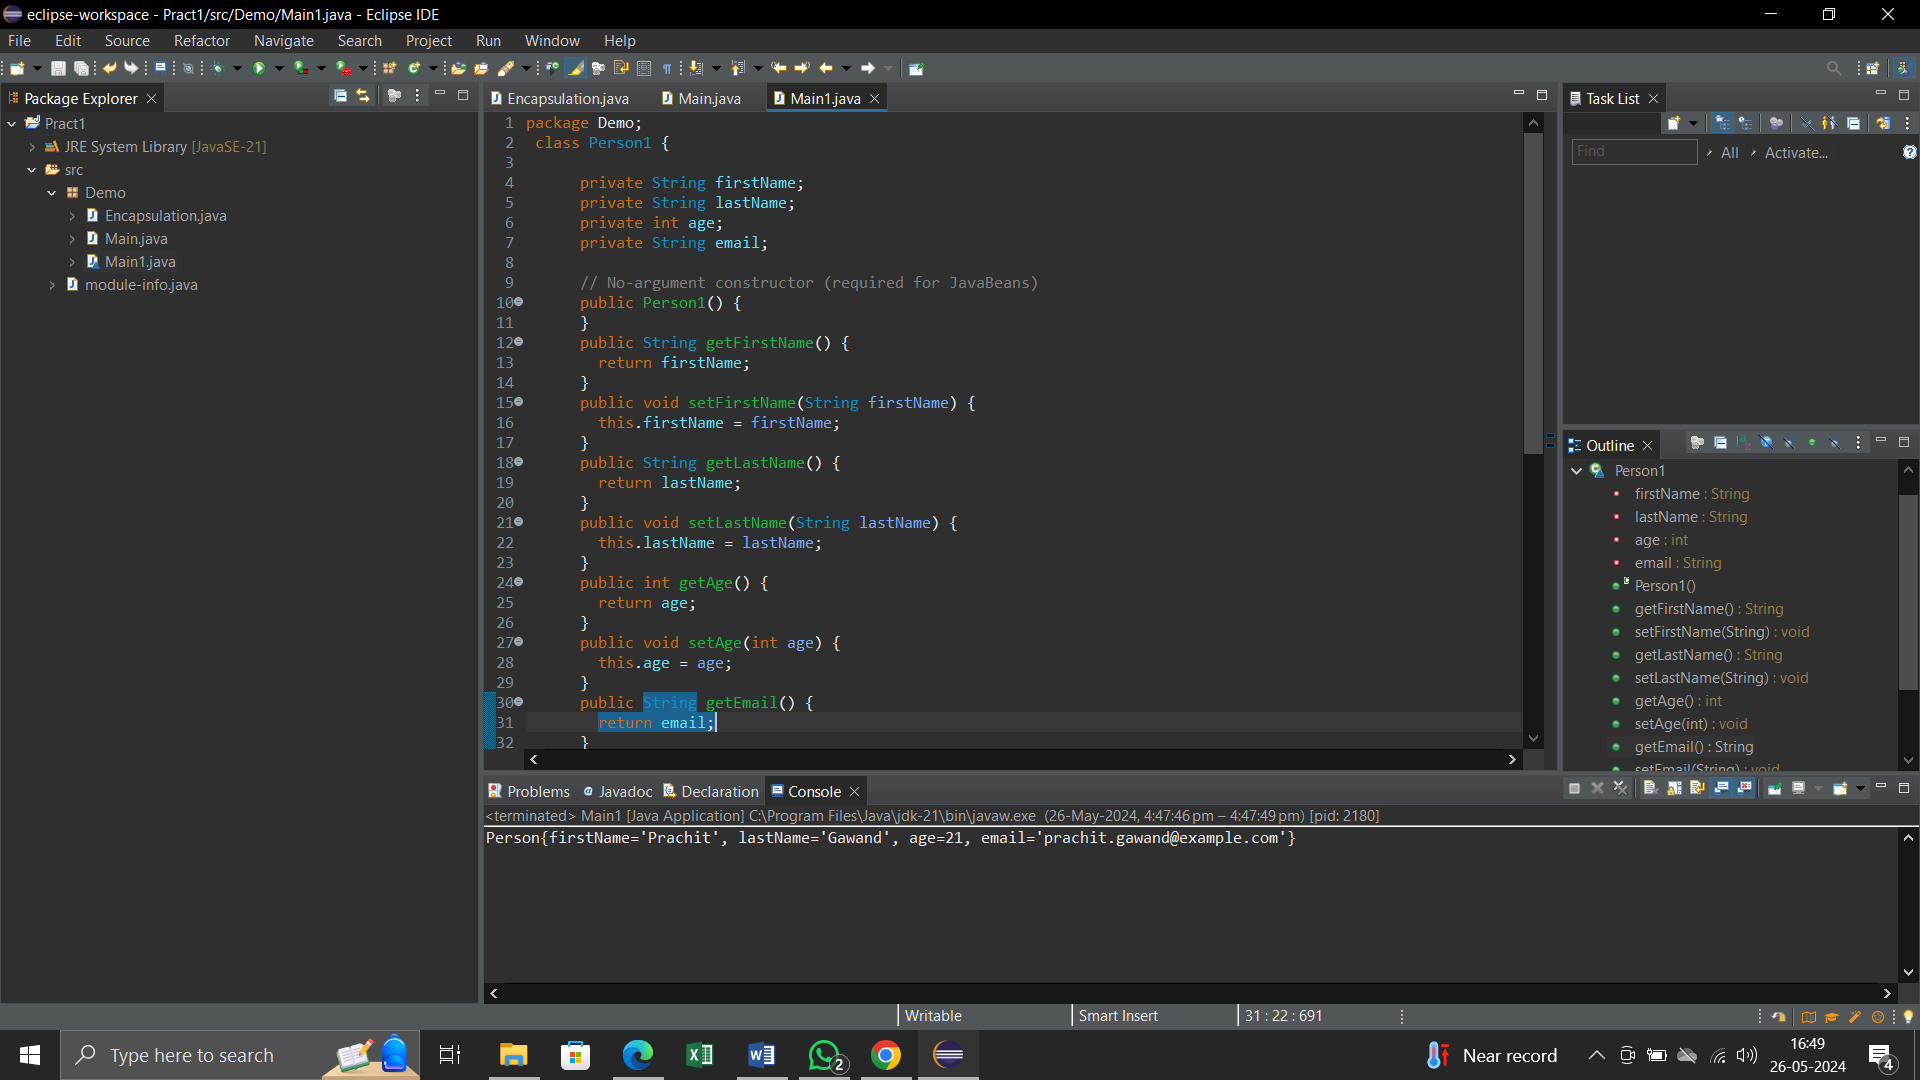 eclipse-workspace - Pract1/src/Demo/Main1.java - Eclipse IDE
File Edit Source Refactor Navigate Search Project Run Window Help
Package Explorer
Pract1
JRE System Library [JavaSE-21]
src
Demo
Encapsulation.java
Main.java
Main1.java
module-info.java
Encapsulation.java Main.java Main1.java
1 package Demo;
2 class Person1 {
3
4 private String firstName;
5 private String lastName;
6 private int age;
7 private String email;
8
9 // No-argument constructor (required for JavaBeans)
10 public Person1() {
11 }
12 public String getFirstName() {
13 return firstName;
14 }
15 public void setFirstName(String firstName) {
16 this.firstName = firstName;
17 }
18 public String getLastName() {
19 return lastName;
20 }
21 public void setLastName(String lastName) {
22 this.lastName = lastName;
23 }
24 public int getAge() {
25 return age;
26 }
27 public void setAge(int age) {
28 this.age = age;
29 }
30 public String getEmail() {
31 return email;
32 }
Task List
Find All Activate...
Outline
Person1
firstName : String
lastName : String
age : int
email : String
Person1()
getFirstName() : String
setFirstName(String) : void
getLastName() : String
setLastName(String) : void
getAge() : int
setAge(int) : void
getEmail() : String
setEmail(String) : void
Problems Javadoc Declaration Console
<terminated> Main1 [Java Application] C:\Program Files\Java\jdk-21\bin\javaw.exe (26-May-2024, 4:47:46 pm – 4:47:49 pm) [pid: 2180]
Person{firstName='Prachit', lastName='Gawand', age=21, email='prachit.gawand@example.com'}
Writable Smart Insert 31 : 22 : 691
Type here to search
2
Near record
16:49
26-05-2024
4